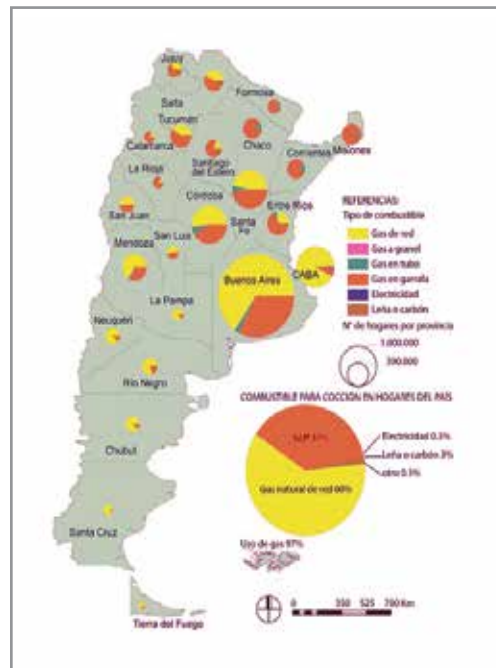 Jujuy
Salta
Formosa
Tucumán
Chaco
Catamarca
Santiago
del Estero
Corrientes
Misiones
La Rioja
Córdoba
Santa
Fe
Entre Ríos
San Juan
San Luis
Mendoza
Buenos Aires
CABA
La Pampa
Neuquén
Río Negro
Chubut
Santa Cruz
Tierra del Fuego
REFERENCIAS:
Tipo de combustible
Gas de red
Gas a granel
Gas en tubo
Gas en garrafa
Electricidad
Leña o carbón
N° de hogares por provincia
1.000.000
COMBUSTIBLE PARA COCCIÓN EN HOGARES DEL PAÍS
Electricidad 0.3%
Leña o carbón 3%
otro 0.1%
Gas natural de red 60%
Uso de gas 97%
0 350 525 700 Km